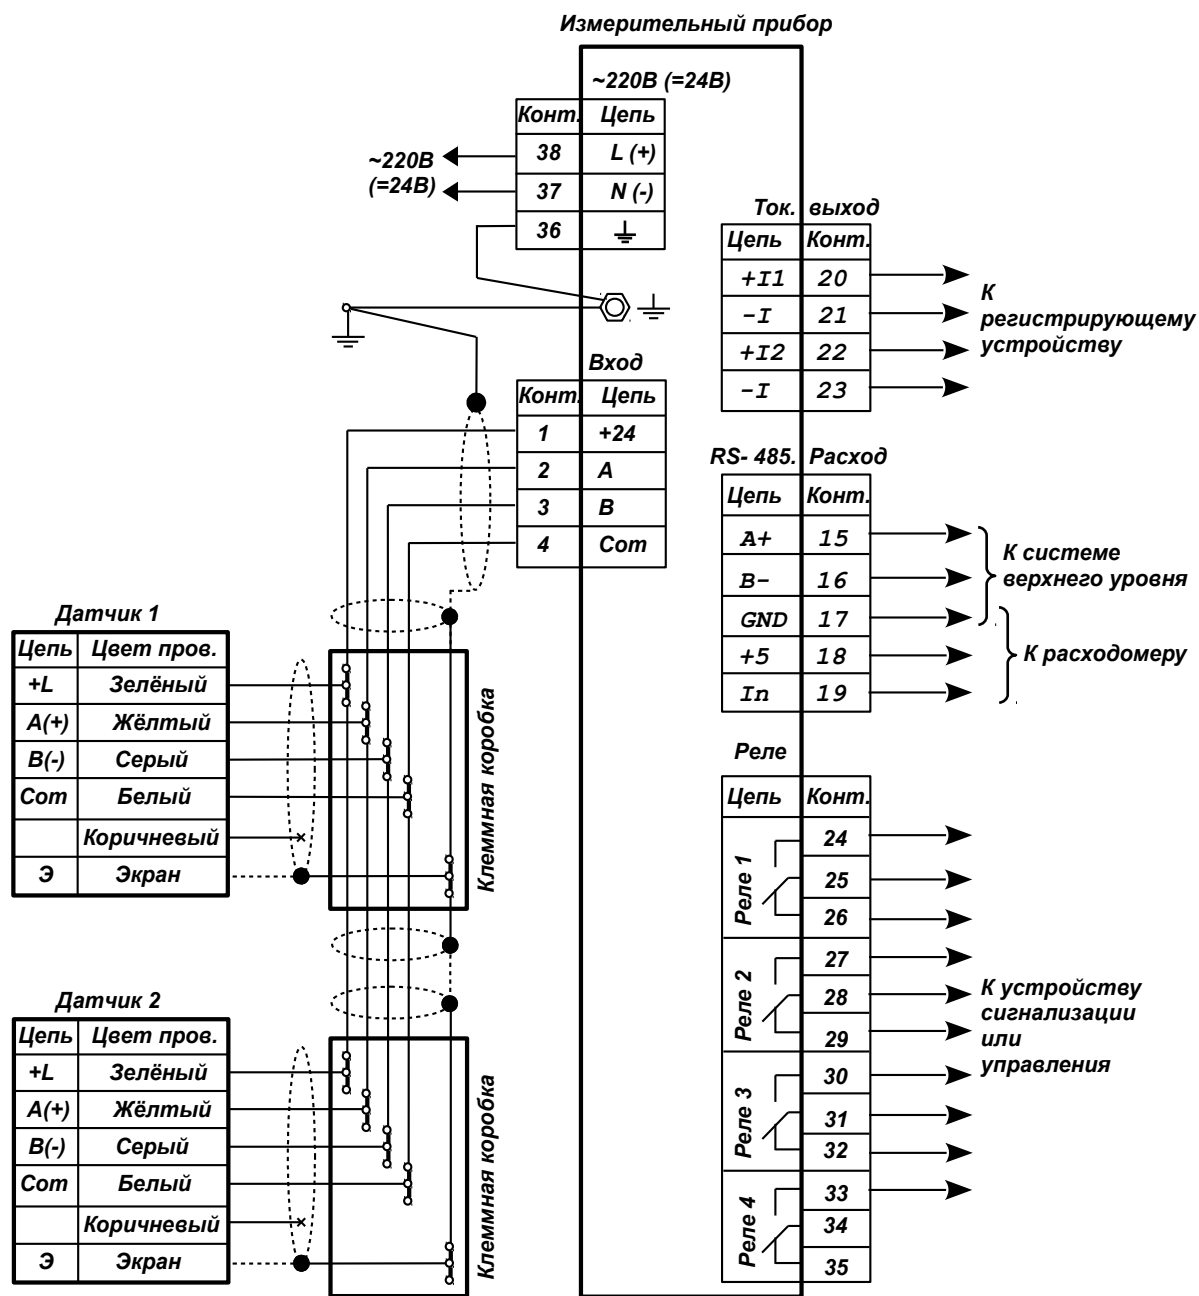 Измерительный прибор
~220В (=24В)
Конт. Цепь
38 L (+)
37 N (-)
36
~220В
(=24В)
Ток. выход
Цепь Конт.
+I1 20
-I 21
+I2 22
-I 23
К
регистрирующему
устройству
Вход
Конт. Цепь
1 +24
2 A
3 B
4 Com
RS- 485. Расход
Цепь Конт.
A+ 15
B- 16
GND 17
+5 18
In 19
К системе
верхнего уровня
К расходомеру
Датчик 1
Цепь Цвет пров.
+L Зелёный
A(+) Жёлтый
B(-) Серый
Com Белый
Коричневый
Э Экран
Клеммная коробка
Датчик 2
Цепь Цвет пров.
+L Зелёный
A(+) Жёлтый
B(-) Серый
Com Белый
Коричневый
Э Экран
Клеммная коробка
Реле
Цепь Конт.
Реле 1
24
25
26
Реле 2
27
28
29
Реле 3
30
31
32
Реле 4
33
34
35
К устройству
сигнализации
или
управления